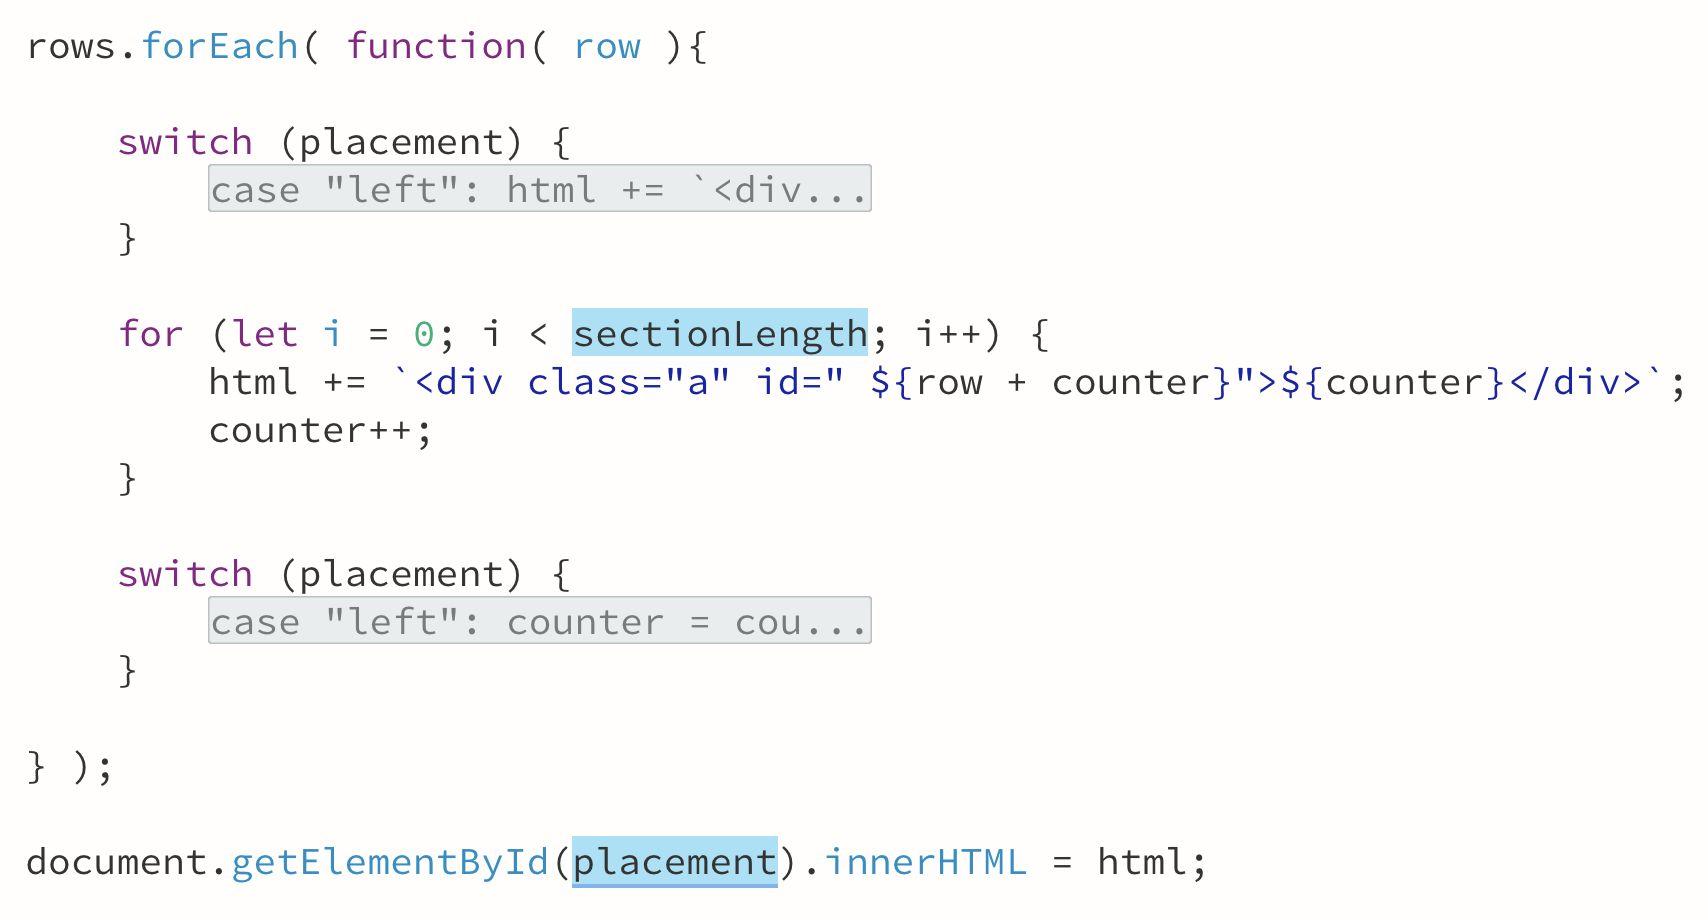 rows.forEach( function( row ){
switch (placement) {
case "left": html += `<div...
}
for (let i = 0; i < sectionLength; i++) {
html += `<div class="a" id=" ${row + counter}">${counter}</div>`;
counter++;
}
switch (placement) {
case "left": counter = cou...
}
} );
document.getElementById(placement).innerHTML = html;